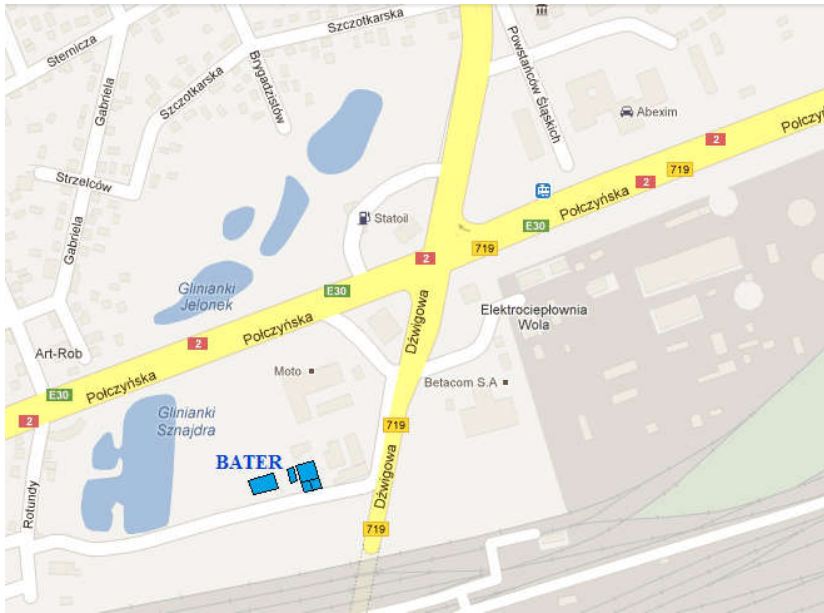 Szczotkarska
Sternicza
Gabriela
Brygadzistów
Powstańców Śląskich
Szczotkarska
Abexim
Połczyń
2
719
Strzelców
2
Połczyńska
E30
Gabriela
Statoil
719
2
Glinianki
Jelonek
E30
Elektrociepłownia
Wola
Połczyńska
Dźwigowa
2
Art-Rob
Moto
Betacom S.A
Połczyńska
E30
2
Glinianki
Sznajdra
719
BATER
Dźwigowa
Rotundy
719